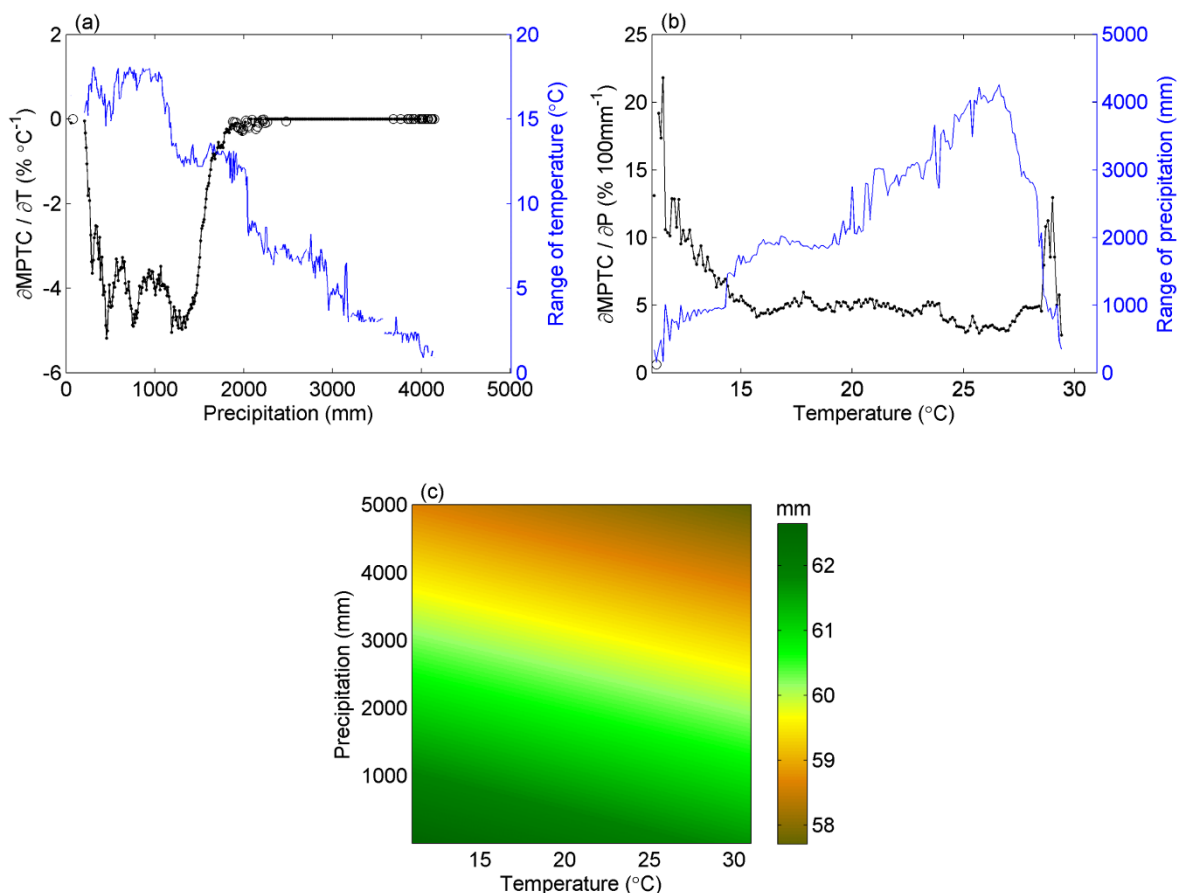 (a)
2
0
-2
-4
-6
∂MPTC / ∂T (% °C⁻¹)
0 1000 2000 3000 4000 5000
Precipitation (mm)
20
15
10
5
0
Range of temperature (°C)
(b)
25
20
15
10
5
0
∂MPTC / ∂P (% 100mm⁻¹)
15 20 25 30
Temperature (°C)
5000
4000
3000
2000
1000
0
Range of precipitation (mm)
(c)
5000
4000
3000
2000
1000
Precipitation (mm)
15 20 25 30
Temperature (°C)
mm
62
61
60
59
58